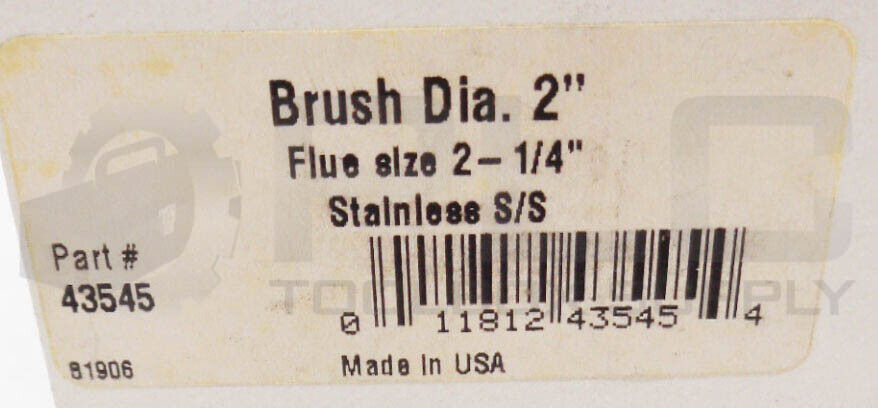 Brush Dia. 2"
Flue size 2-1/4"
Stainless S/S
Part #
43545
0 11812 43545 4
81906
Made in USA